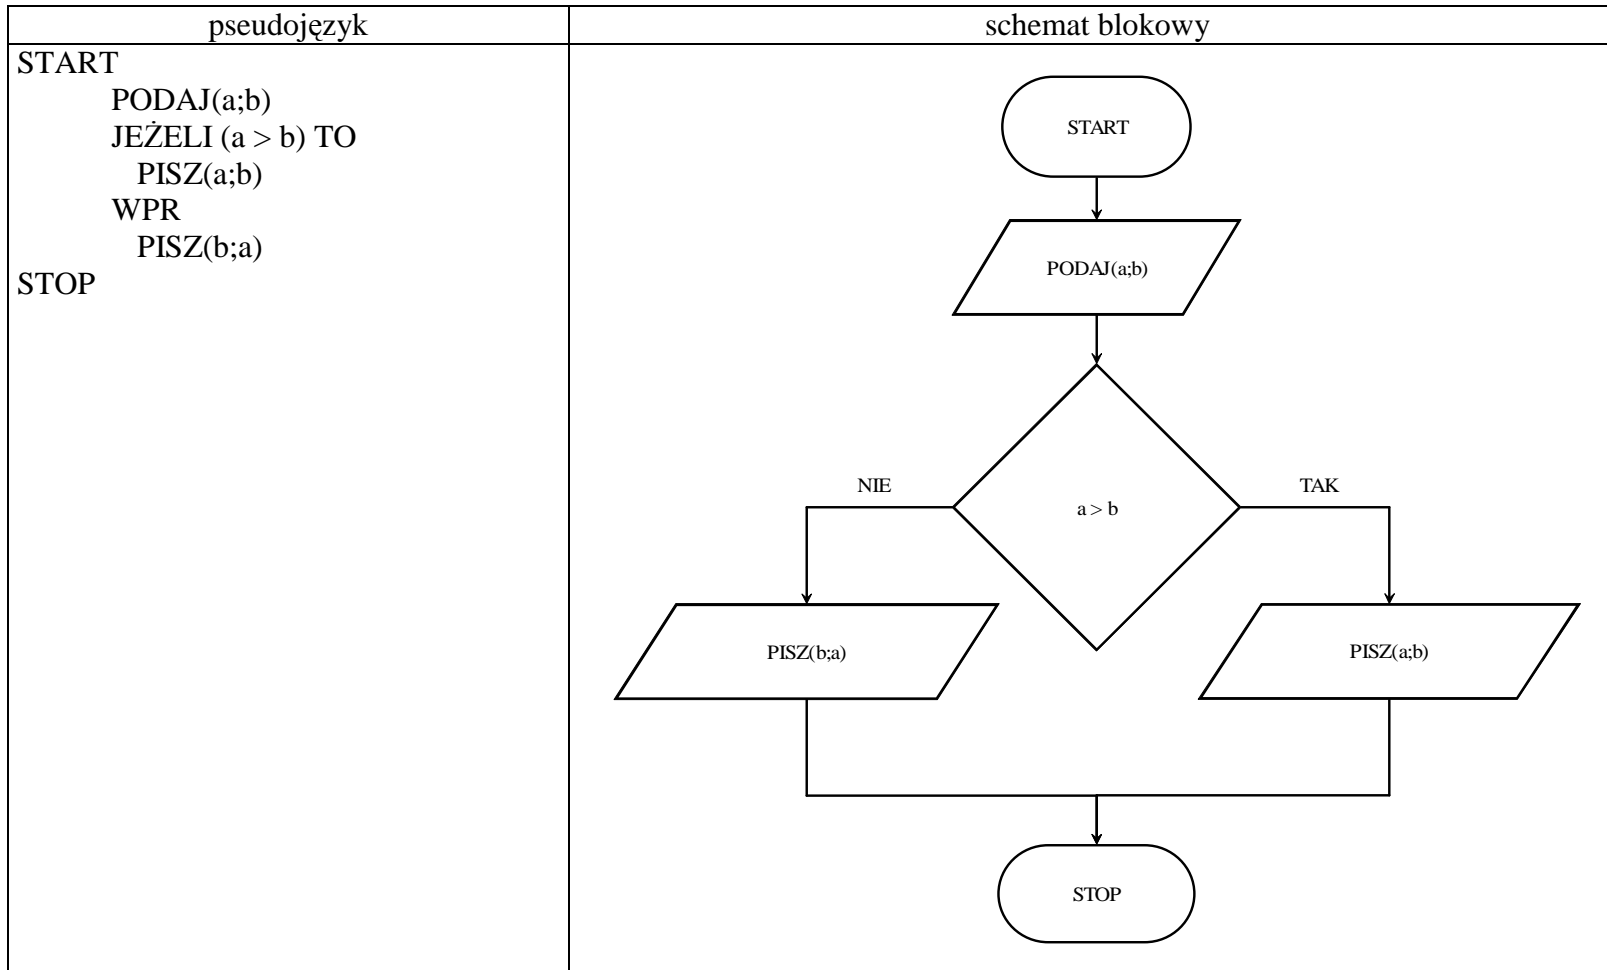 pseudojęzyk
schemat blokowy
START
PODAJ(a;b)
JEŻELI (a > b) TO
PISZ(a;b)
WPR
PISZ(b;a)
STOP
START
PODAJ(a;b)
NIE
TAK
a > b
PISZ(b;a)
PISZ(a;b)
STOP